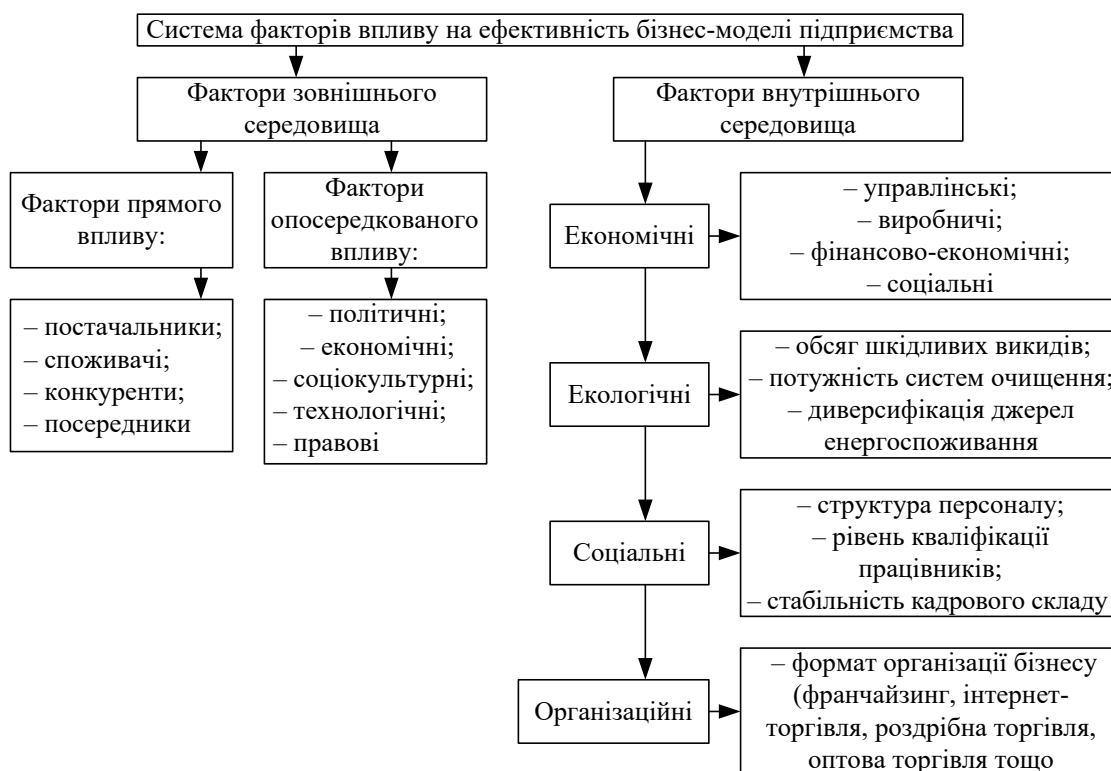 Система факторів впливу на ефективність бізнес-моделі підприємства
Фактори зовнішнього
середовища
Фактори внутрішнього
середовища
Фактори прямого
впливу:
Фактори
опосередкованого
впливу:
– постачальники;
– споживачі;
– конкуренти;
– посередники
– політичні;
– економічні;
– соціокультурні;
– технологічні;
– правові
Економічні
– управлінські;
– виробничі;
– фінансово-економічні;
– соціальні
Екологічні
– обсяг шкідливих викидів;
– потужність систем очищення;
– диверсифікація джерел
енергоспоживання
Соціальні
– структура персоналу;
– рівень кваліфікації
працівників;
– стабільність кадрового складу
Організаційні
– формат організації бізнесу
(франчайзинг, інтернет-
торгівля, роздрібна торгівля,
оптова торгівля тощо